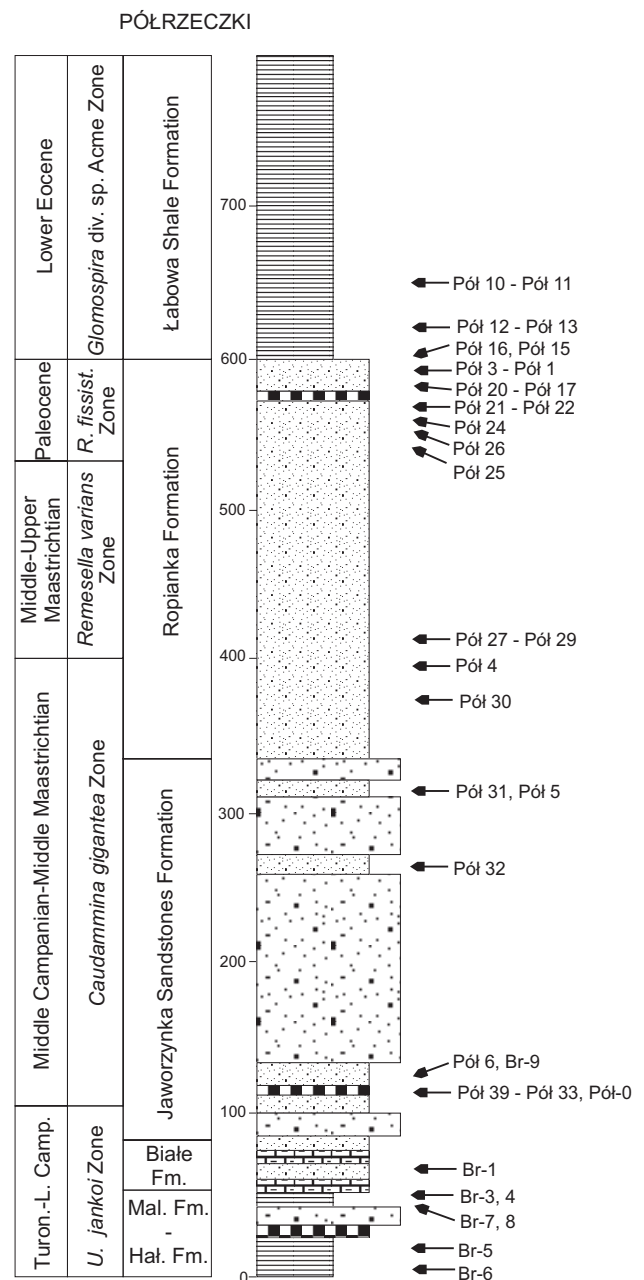 PÓŁRZECZKI
Lower Eocene
Glomospira div. sp. Acme Zone
Łabowa Shale Formation
Paleocene
R. fissist.
Zone
Middle-Upper
Maastrichtian
Remesella varians
Zone
Ropianka Formation
Middle Campanian-Middle Maastrichtian
Caudammina gigantea Zone
Jaworzynka Sandstones Formation
Turon.-L. Camp.
U. jankoi Zone
Białe
Fm.
Mal. Fm.
-
Hał. Fm.
700
600
500
400
300
200
100
0
Pół 10 - Pół 11
Pół 12 - Pół 13
Pół 16, Pół 15
Pół 3 - Pół 1
Pół 20 - Pół 17
Pół 21 - Pół 22
Pół 24
Pół 26
Pół 25
Pół 27 - Pół 29
Pół 4
Pół 30
Pół 31, Pół 5
Pół 32
Pół 6, Br-9
Pół 39 - Pół 33, Pół-0
Br-1
Br-3, 4
Br-7, 8
Br-5
Br-6